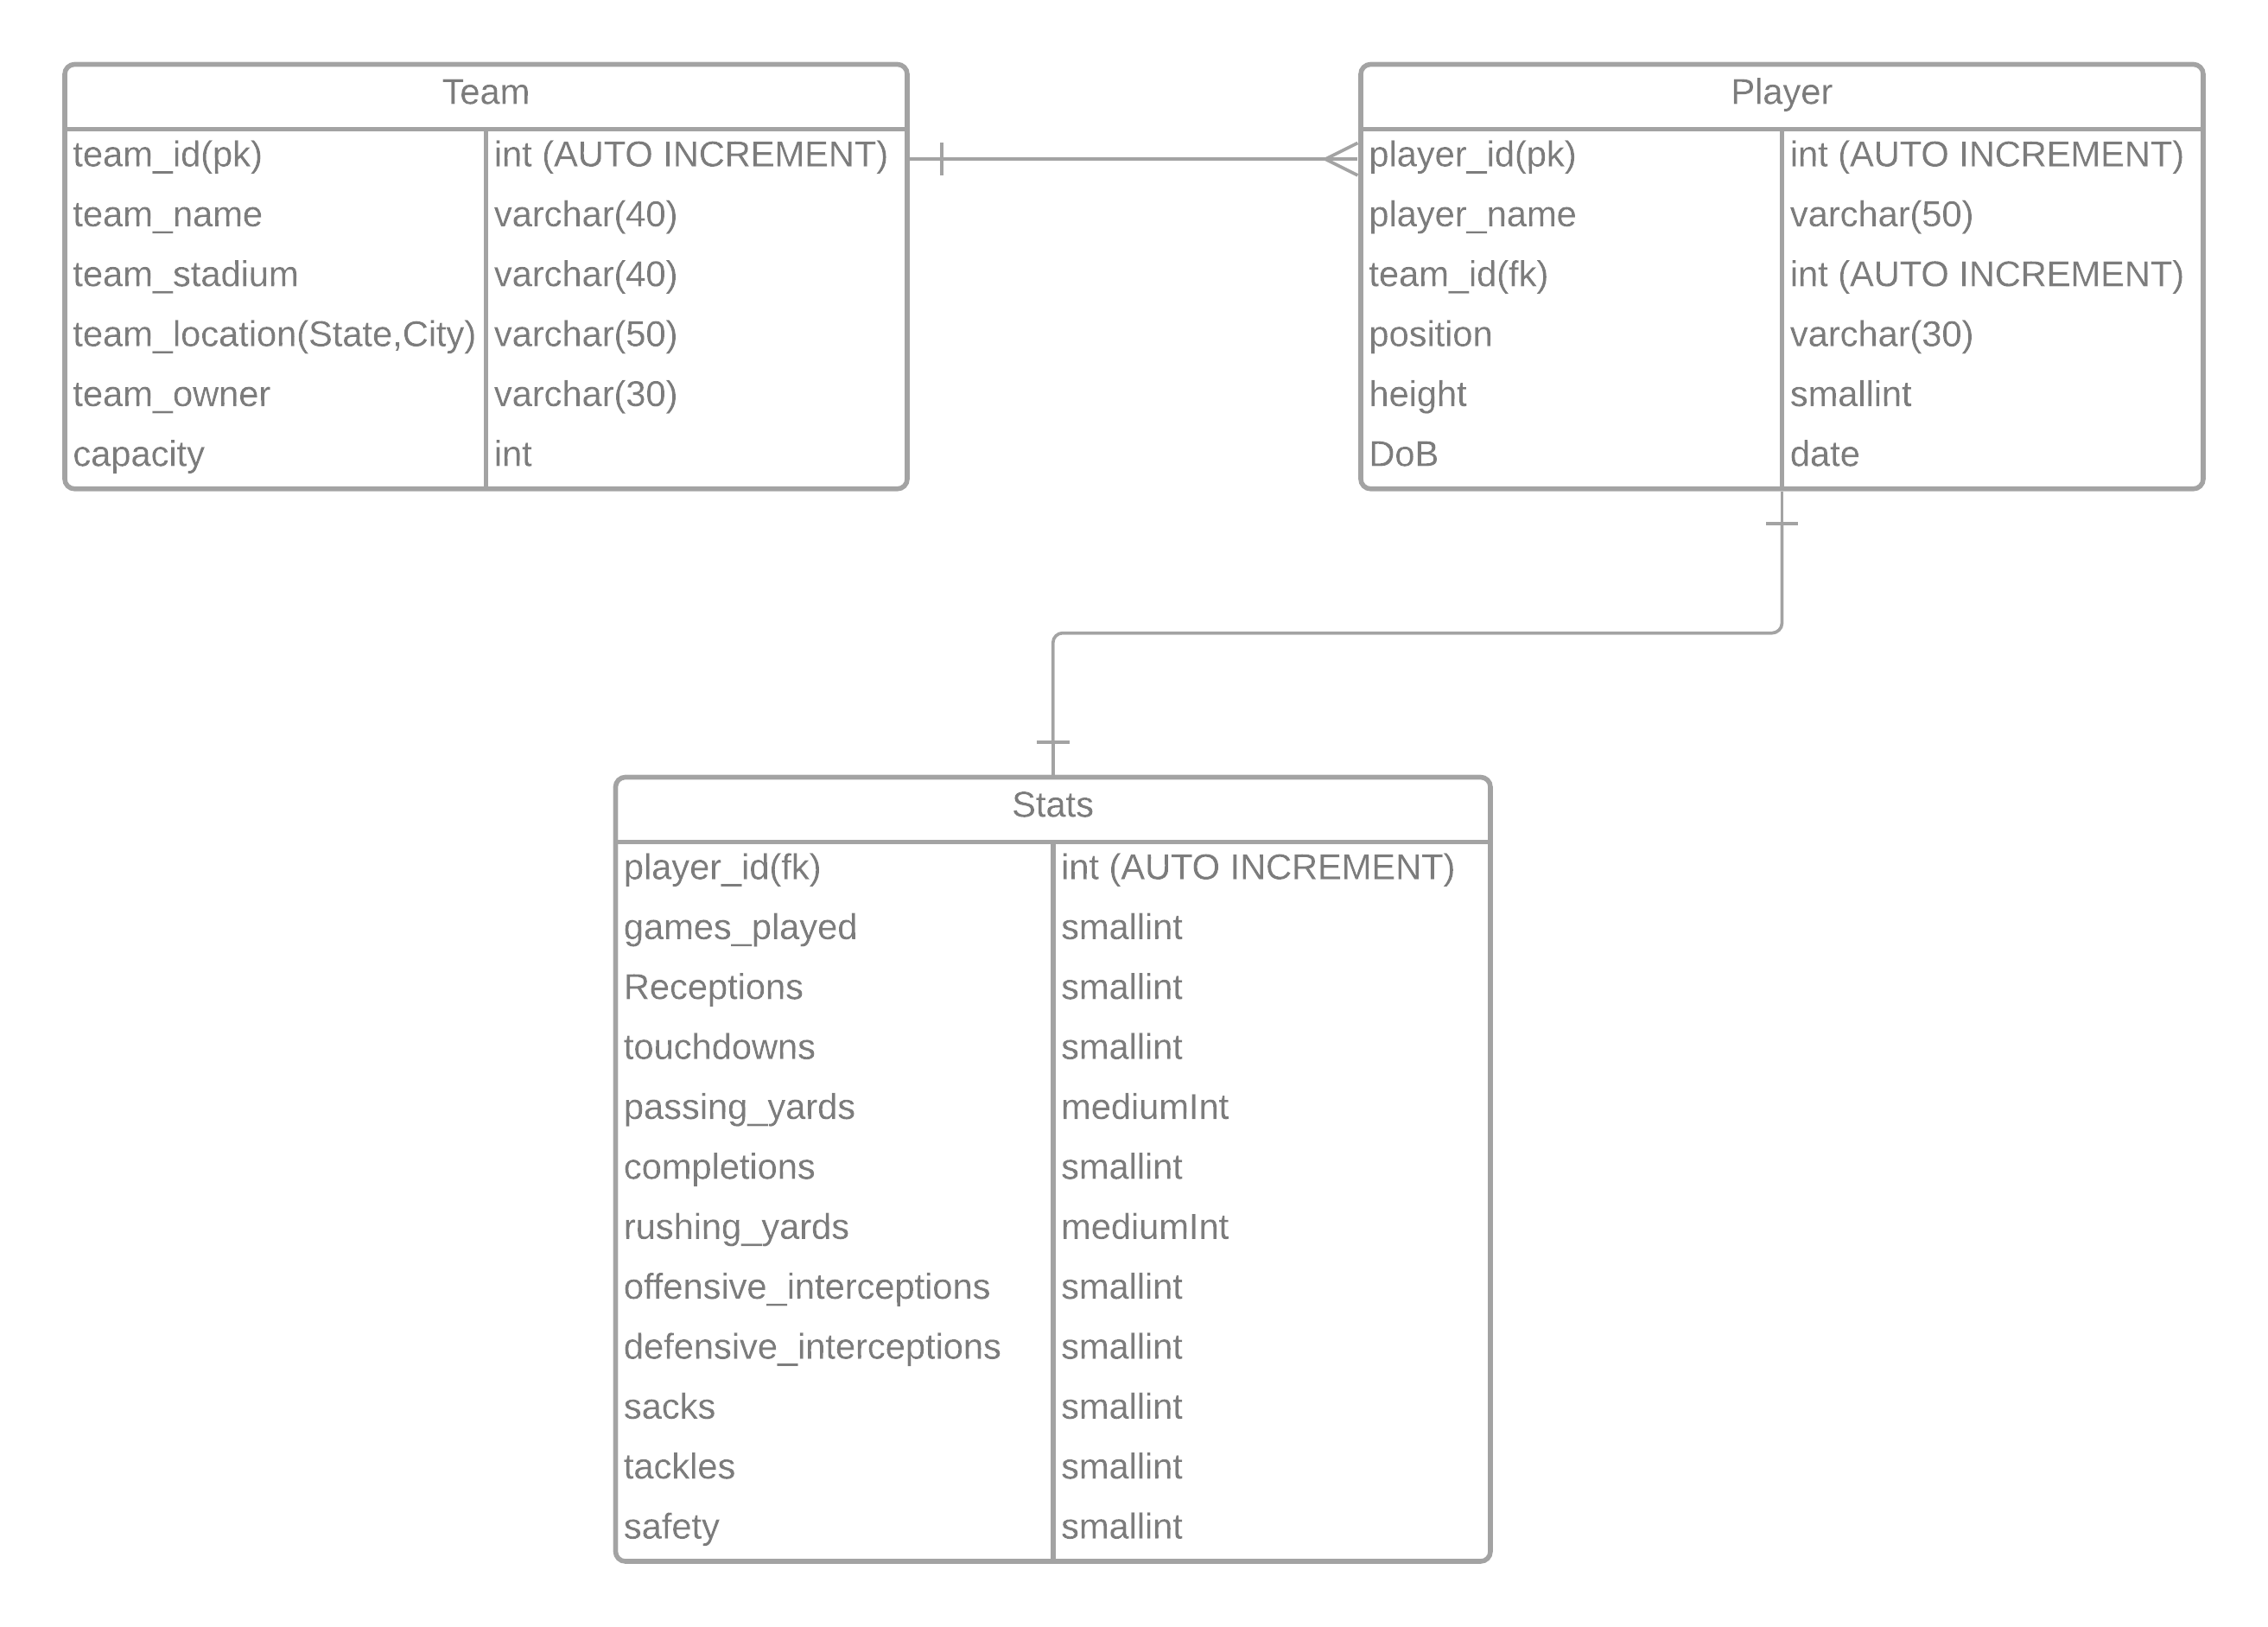 Team
team_id(pk) int (AUTO INCREMENT)
team_name varchar(40)
team_stadium varchar(40)
team_location(State,City) varchar(50)
team_owner varchar(30)
capacity int
Player
player_id(pk) int (AUTO INCREMENT)
player_name varchar(50)
team_id(fk) int (AUTO INCREMENT)
position varchar(30)
height smallint
DoB date
Stats
player_id(fk) int (AUTO INCREMENT)
games_played smallint
Receptions smallint
touchdowns smallint
passing_yards mediumInt
completions smallint
rushing_yards mediumInt
offensive_interceptions smallint
defensive_interceptions smallint
sacks smallint
tackles smallint
safety smallint